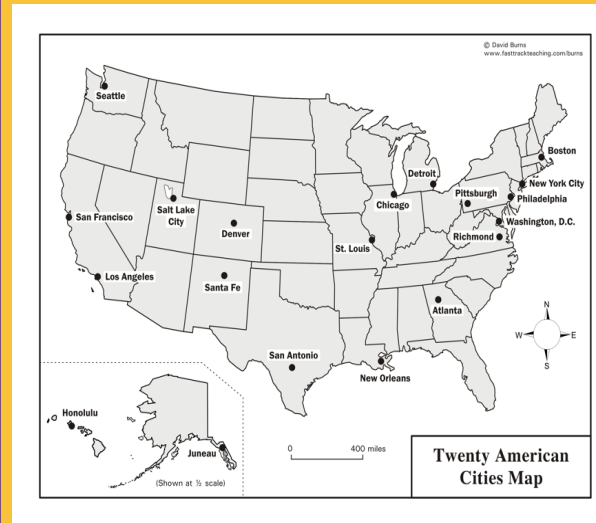 © David Burns
www.fasttrackteaching.com/burns
Seattle
Boston
Detroit
New York City
Pittsburgh
Philadelphia
Chicago
Salt Lake
City
San Francisco
Washington, D.C.
Denver
Richmond
St. Louis
Los Angeles
Santa Fe
Atlanta
N
W
E
S
San Antonio
New Orleans
Honolulu
Juneau
(Shown at ½ scale)
0 400 miles
Twenty American
Cities Map